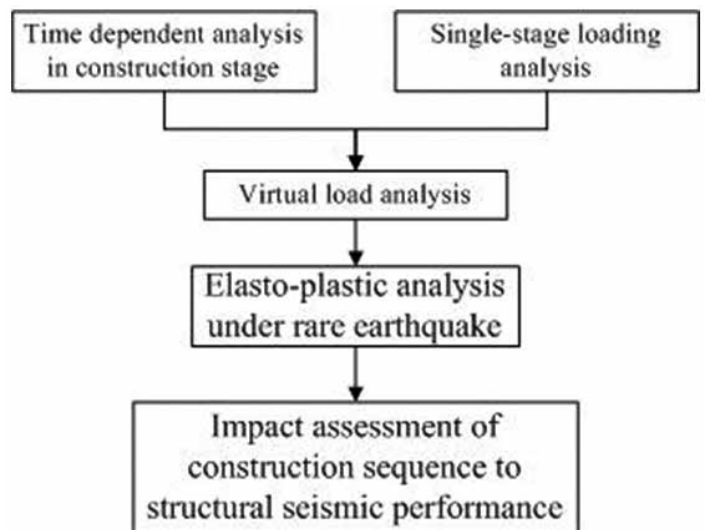 Time dependent analysis
in construction stage
Single-stage loading
analysis
Virtual load analysis
Elasto-plastic analysis
under rare earthquake
Impact assessment of
construction sequence to
structural seismic performance